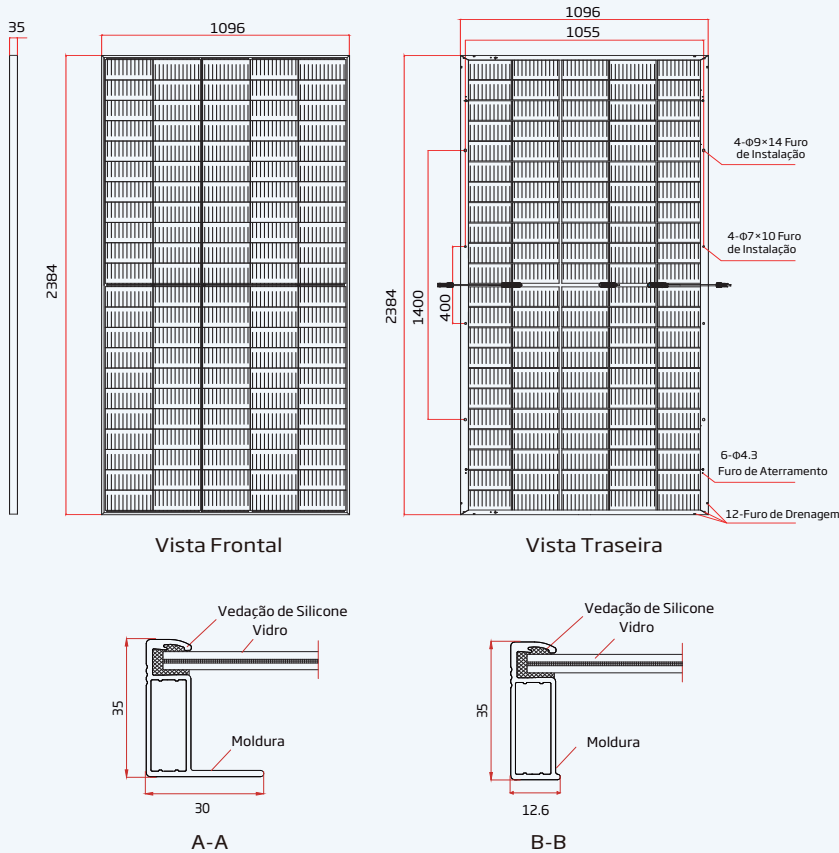 35
1096
2384
Vista Frontal
1096
1055
2384
1400
400
4-Φ9×14 Furo
de Instalação
4-Φ7×10 Furo
de Instalação
6-Φ4.3
Furo de Aterramento
12-Furo de Drenagem
Vista Traseira
Vedação de Silicone
Vidro
35
Moldura
30
A-A
Vedação de Silicone
Vidro
35
Moldura
12.6
B-B